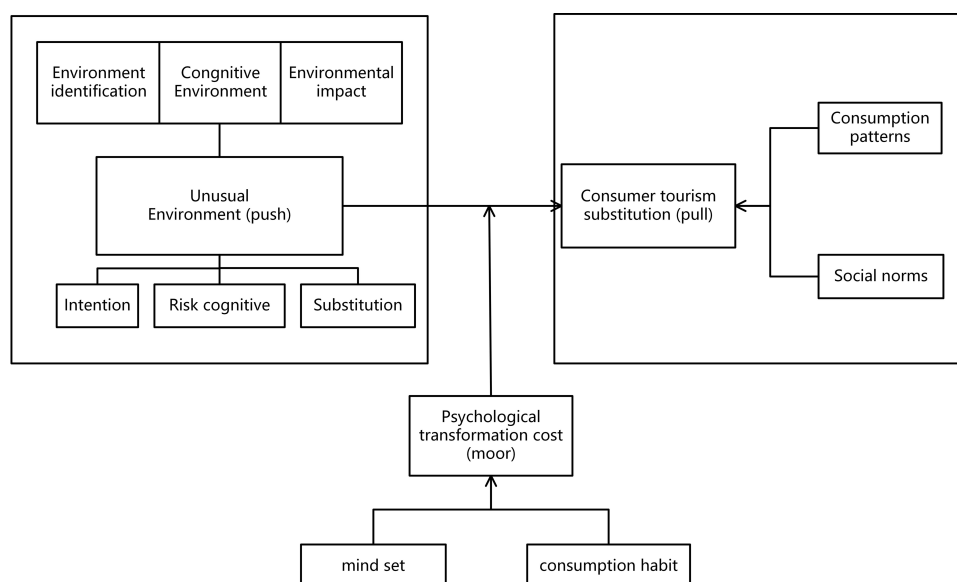 Environment
identification
Congnitive
Environment
Environmental
impact
Unusual
Environment (push)
Intention
Risk cognitive
Substitution
Consumer tourism
substitution (pull)
Consumption
patterns
Social norms
Psychological
transformation cost
(moor)
mind set
consumption habit